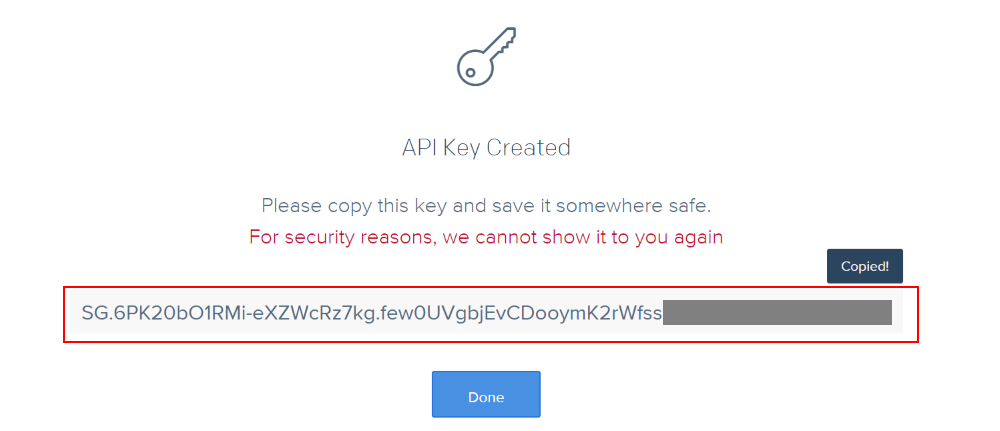 API Key Created
Please copy this key and save it somewhere safe.
For security reasons, we cannot show it to you again
Copied!
SG.6PK20bO1RMi-eXZWcRz7kg.few0UVgbjEvCDooymK2rWfss
Done